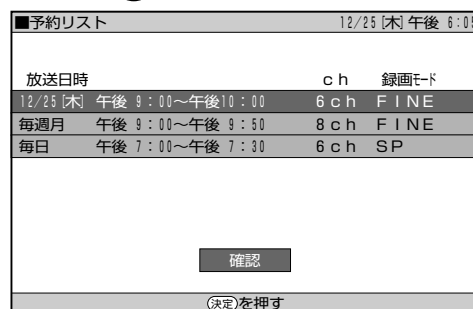 ■予約リスト 12/25[木]午後 6:05
放送日時 ch 録画モード
12/25[木] 午後 9:00~午後10:00 6ch FINE
毎週月 午後 9:00~午後 9:50 8ch FINE
毎日 午後 7:00~午後 7:30 6ch SP
確認
決定を押す